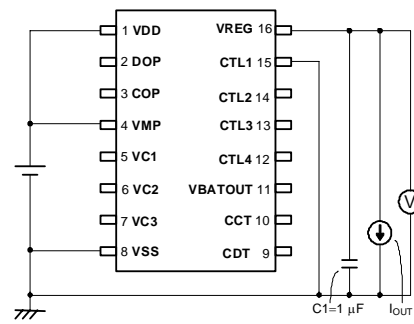 1 VDD
2 DOP
3 COP
4 VMP
5 VC1
6 VC2
7 VC3
8 VSS
VREG 16
CTL1 15
CTL2 14
CTL3 13
CTL4 12
VBATOUT 11
CCT 10
CDT 9
V
C1=1 μF
IOUT